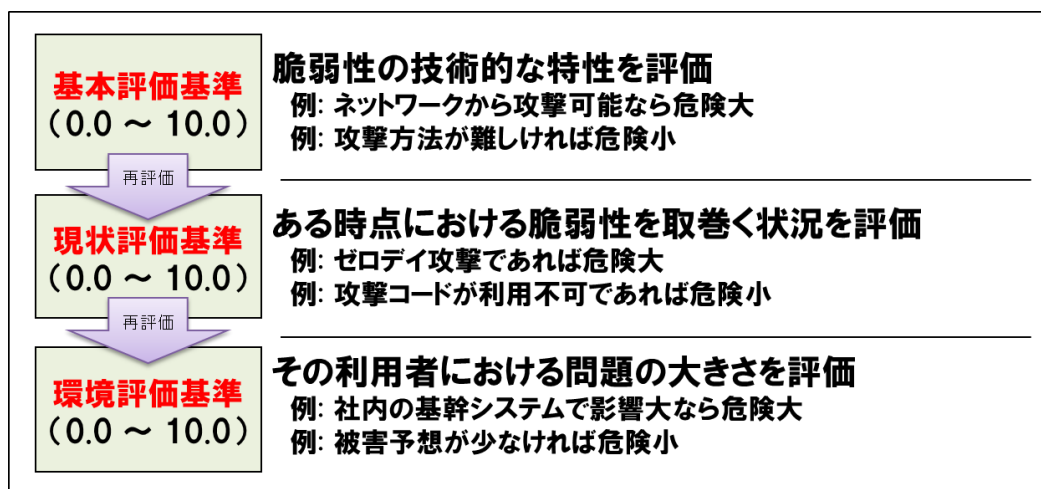 基本評価基準
（0.0 ～ 10.0）
脆弱性の技術的な特性を評価
例: ネットワークから攻撃可能なら危険大
例: 攻撃方法が難しければ危険小
再評価
現状評価基準
（0.0 ～ 10.0）
ある時点における脆弱性を取巻く状況を評価
例: ゼロデイ攻撃であれば危険大
例: 攻撃コードが利用不可であれば危険小
再評価
環境評価基準
（0.0 ～ 10.0）
その利用者における問題の大きさを評価
例: 社内の基幹システムで影響大なら危険大
例: 被害予想が少なければ危険小